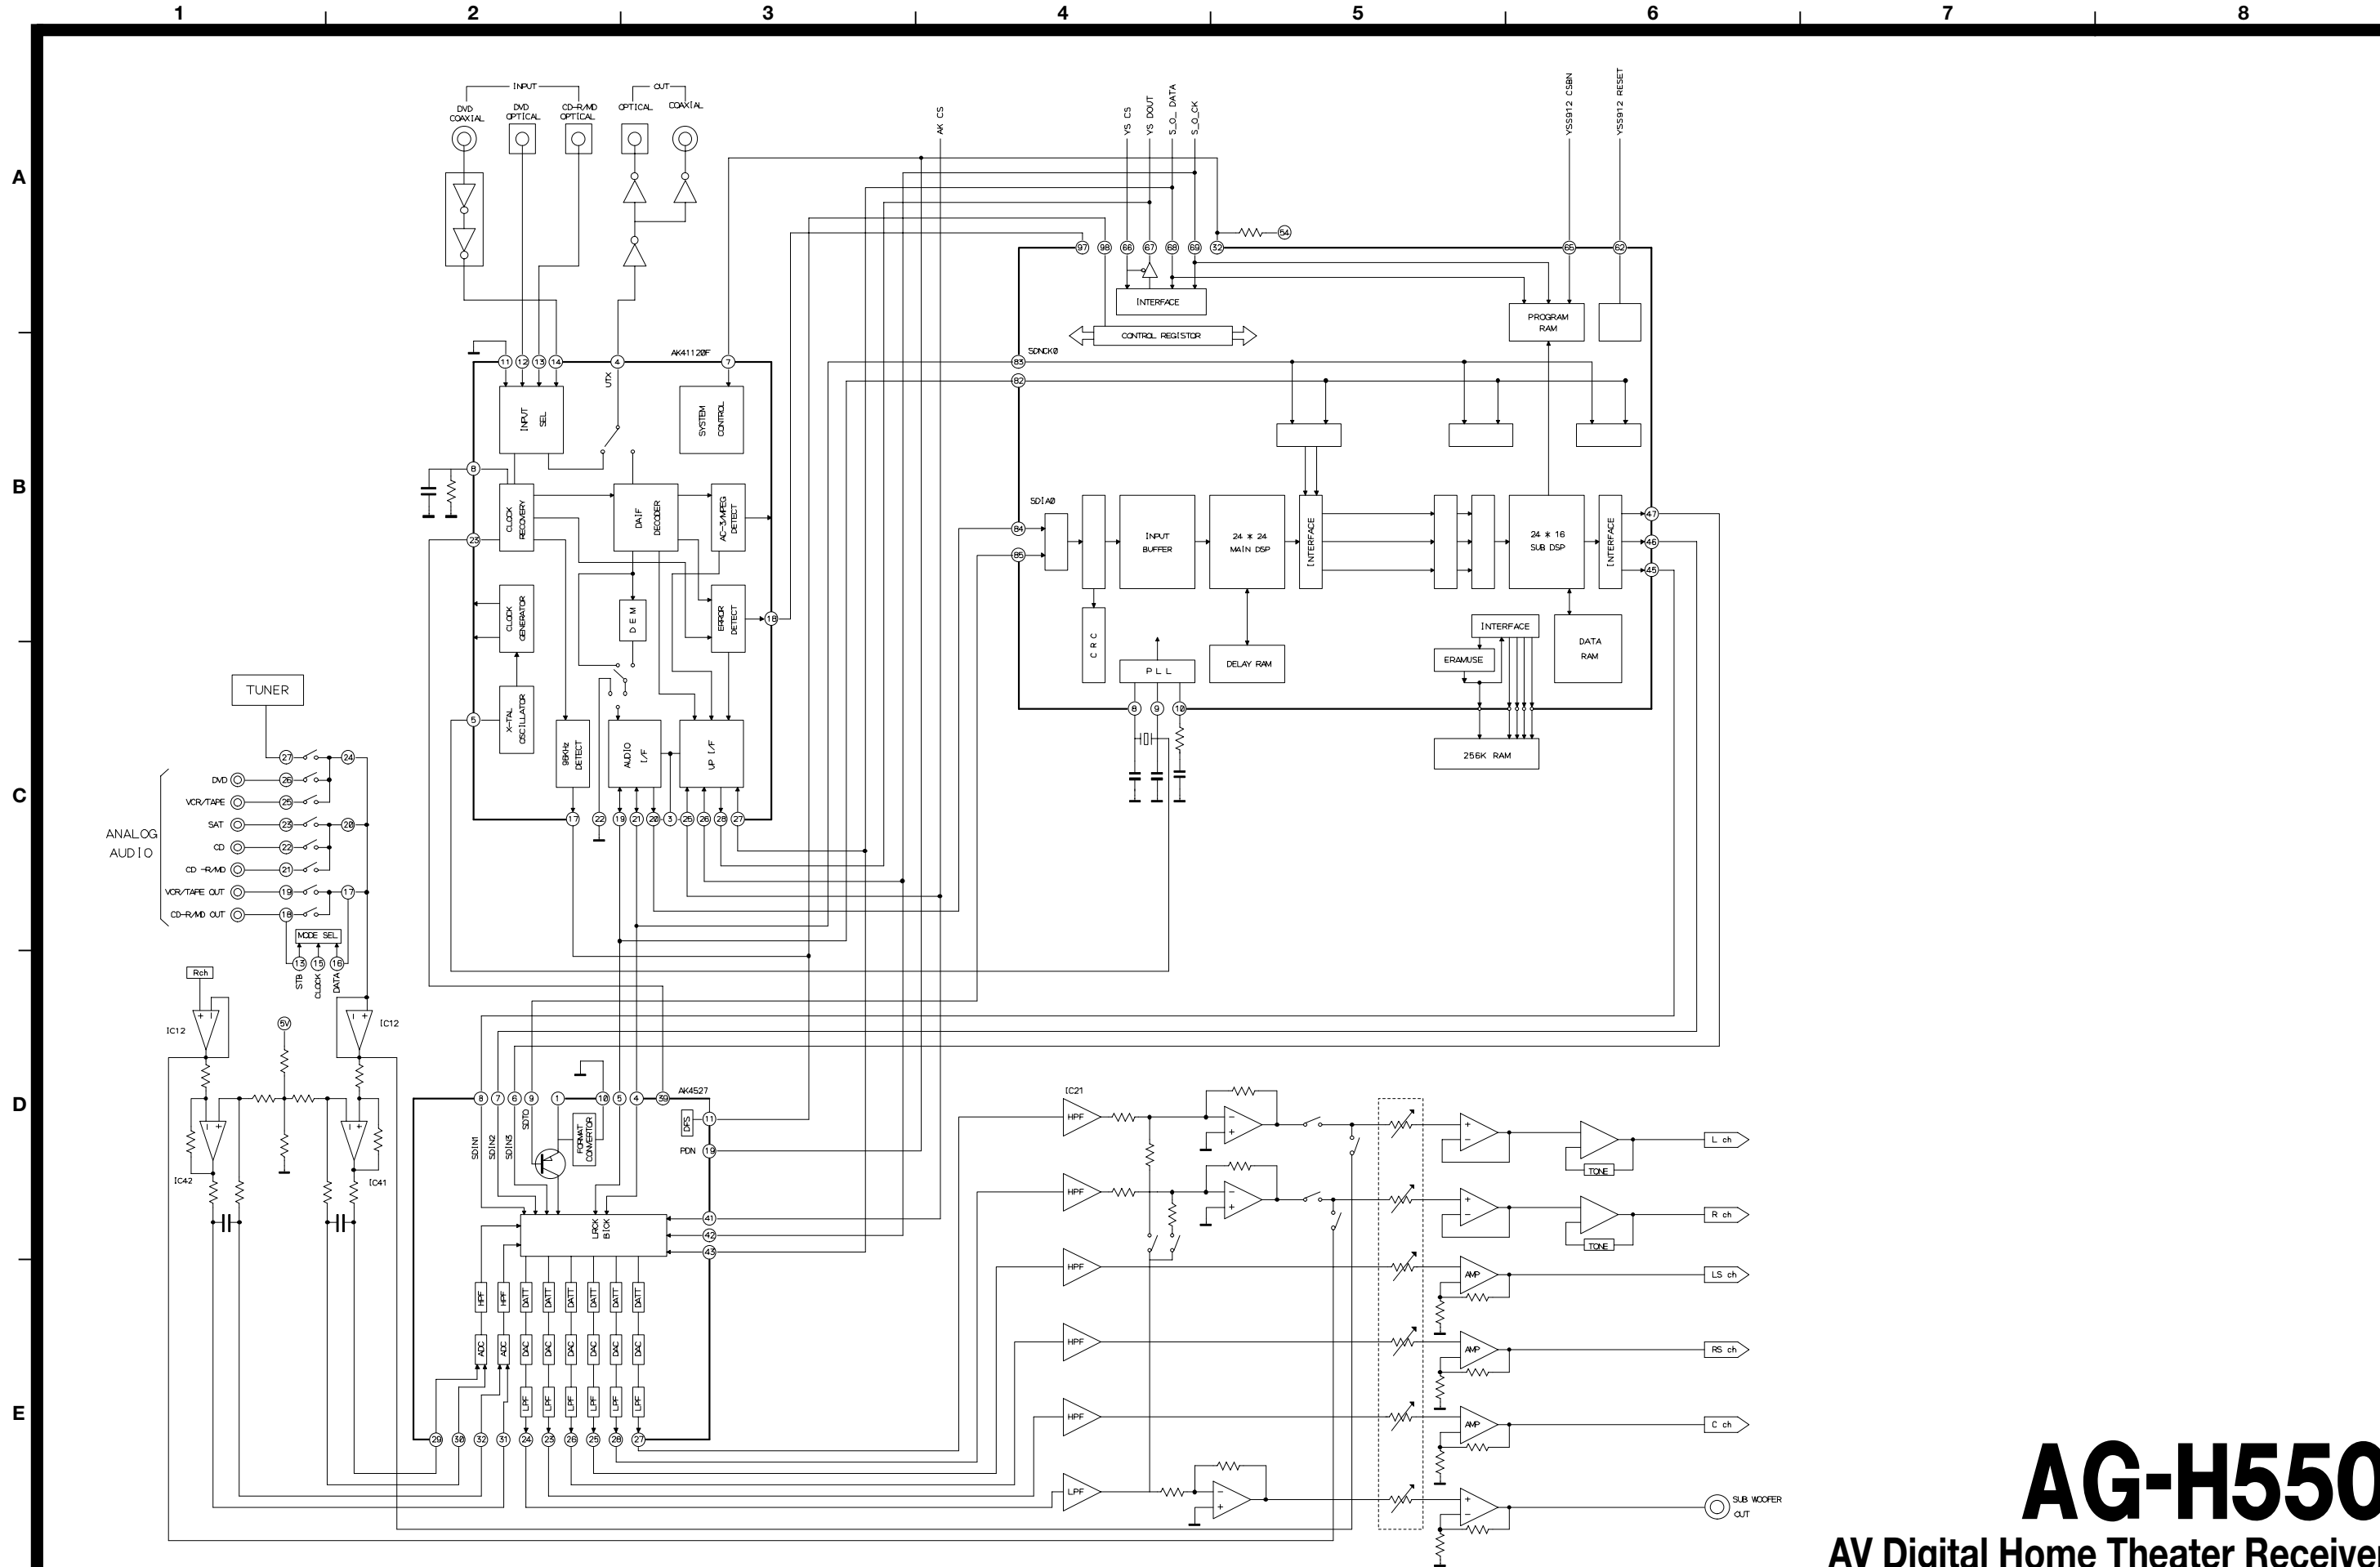 1 2 3 4 5 6 7 8
INPUT
OUT
DVD COAXIAL
DVD OPTICAL
CD-R/MD OPTICAL
OPTICAL
COAXIAL
AK CS
YS CS
YS DOUT
S_O_ DATA
S_O_CK
YSS912 CSBN
YSS912 RESET
A
54
97 98 66 67 68 69 32 65 62
INTERFACE
PROGRAM RAM
CONTROL REGISTOR
AK41120F
11 12 13 14 4 7
UTX
SDNCK0
83
82
INPUT SEL
SYSTEM CONTROL
B
8
23
CLOCK RECOVERY
DAIF DECODER
AC-3/MPEG DETECT
SDIA0
84
85
INPUT BUFFER
24 * 24 MAIN DSP
INTERFACE
24 * 16 SUB DSP
INTERFACE
47
46
45
CLOCK GENERATOR
D E M
ERROR DETECT
18
C R C
P L L
DELAY RAM
INTERFACE
ERAMUSE
DATA RAM
8 9 10
256K RAM
5
X-TAL OSCILLATOR
96KHz DETECT
AUDIO I/F
UP I/F
17 22 19 21 20 3 25 26 28 27
C
TUNER
27 24
DVD 26
VCR/TAPE 25
SAT 23 20
CD 22
CD -R/MD 21
VCR/TAPE OUT 19 17
CD-R/MD OUT 18
ANALOG
AUDIO
MODE SEL
13 15 16
STB
CLOCK
DATA
Rch
+ -
IC12
5V
- +
IC12
D
- +
IC42
- +
IC41
AK4527
8 7 6 9 1 10 5 4 39
SDIN1
SDIN2
SDIN3
SDTO
FORMAT CONVERTOR
DFS
11
PDN 19
LRCK
BICK
41
42
43
HPF HPF DATT DATT DATT DATT DATT DATT
ADC ADC DAC DAC DAC DAC DAC DAC
LPF LPF LPF LPF LPF LPF
29 30 32 31 24 23 26 25 28 27
E
IC21
HPF
-
+
+
-
TONE
L ch
HPF
-
+
+
-
TONE
R ch
HPF
AMP
LS ch
HPF
AMP
RS ch
HPF
AMP
C ch
LPF
-
+
+
-
SUB WOOFER
OUT
AG-H550
AV Digital Home Theater Receiver